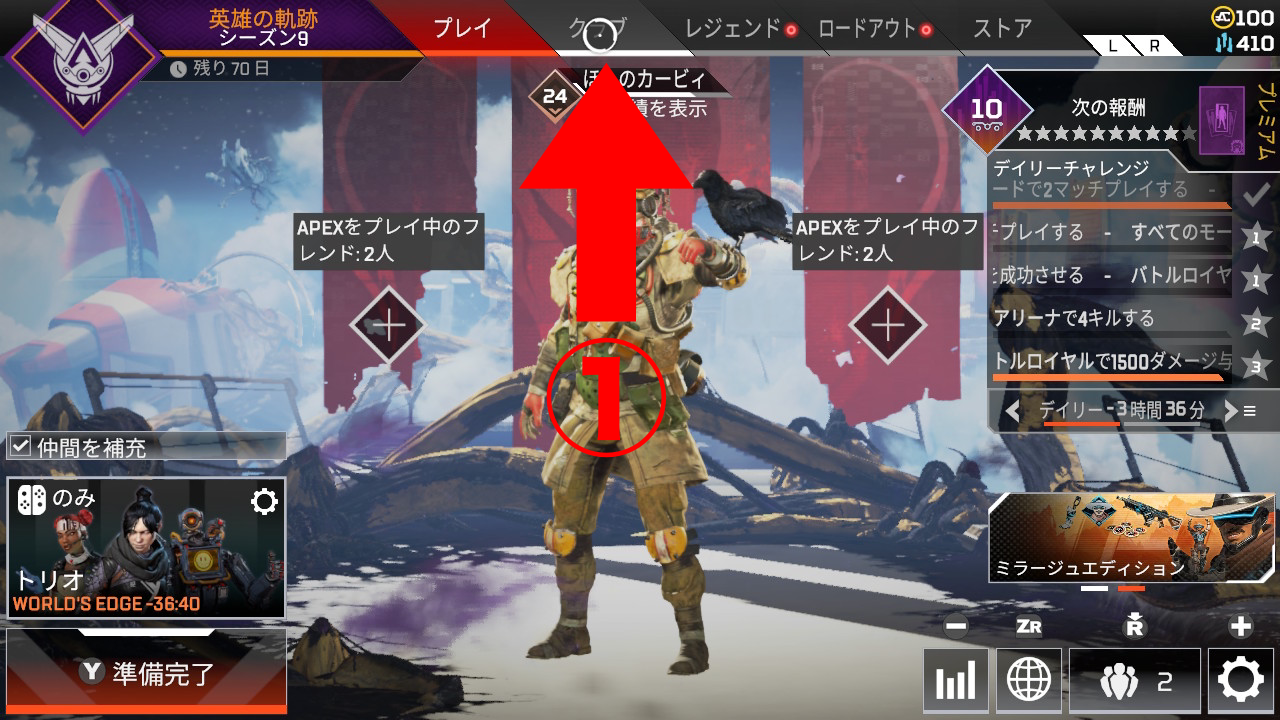 英雄の軌跡
シーズン9
残り70日
プレイ
クラブ
レジェンド
ロードアウト
ストア
L
R
100
410
24
ほ
のカービィ
績を表示
10
次の報酬
プレミアム
デイリーチャレンジ
ードで2マッチプレイする -
プレイする - すべてのモー
1
を成功させる - バトルロイヤ
1
アリーナで4キルする
2
トルロイヤルで1500ダメージ与
3
デイリー-3時間36分
APEXをプレイ中のフ
レンド:2人
APEXをプレイ中のフ
レンド:2人
1
仲間を補充
のみ
トリオ
WORLD'S EDGE -36:40
Y 準備完了
ミラージュエディション
ZR
R
2